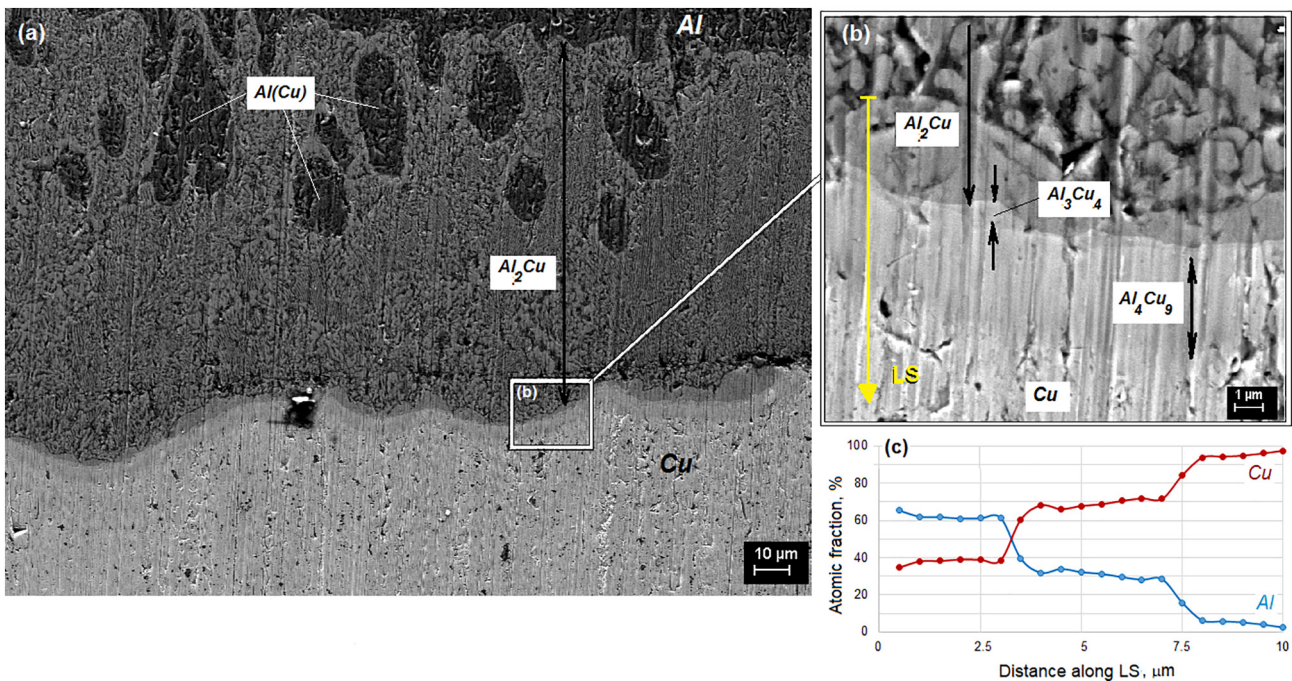 (a)
Al
Al(Cu)
Al2Cu
(b)
Cu
10 µm
(b)
Al2Cu
Al3Cu4
Al4Cu9
LS
Cu
1 µm
(c)
Atomic fraction, %
100
80
60
40
20
0
Cu
Al
0
2.5
5
7.5
10
Distance along LS, µm